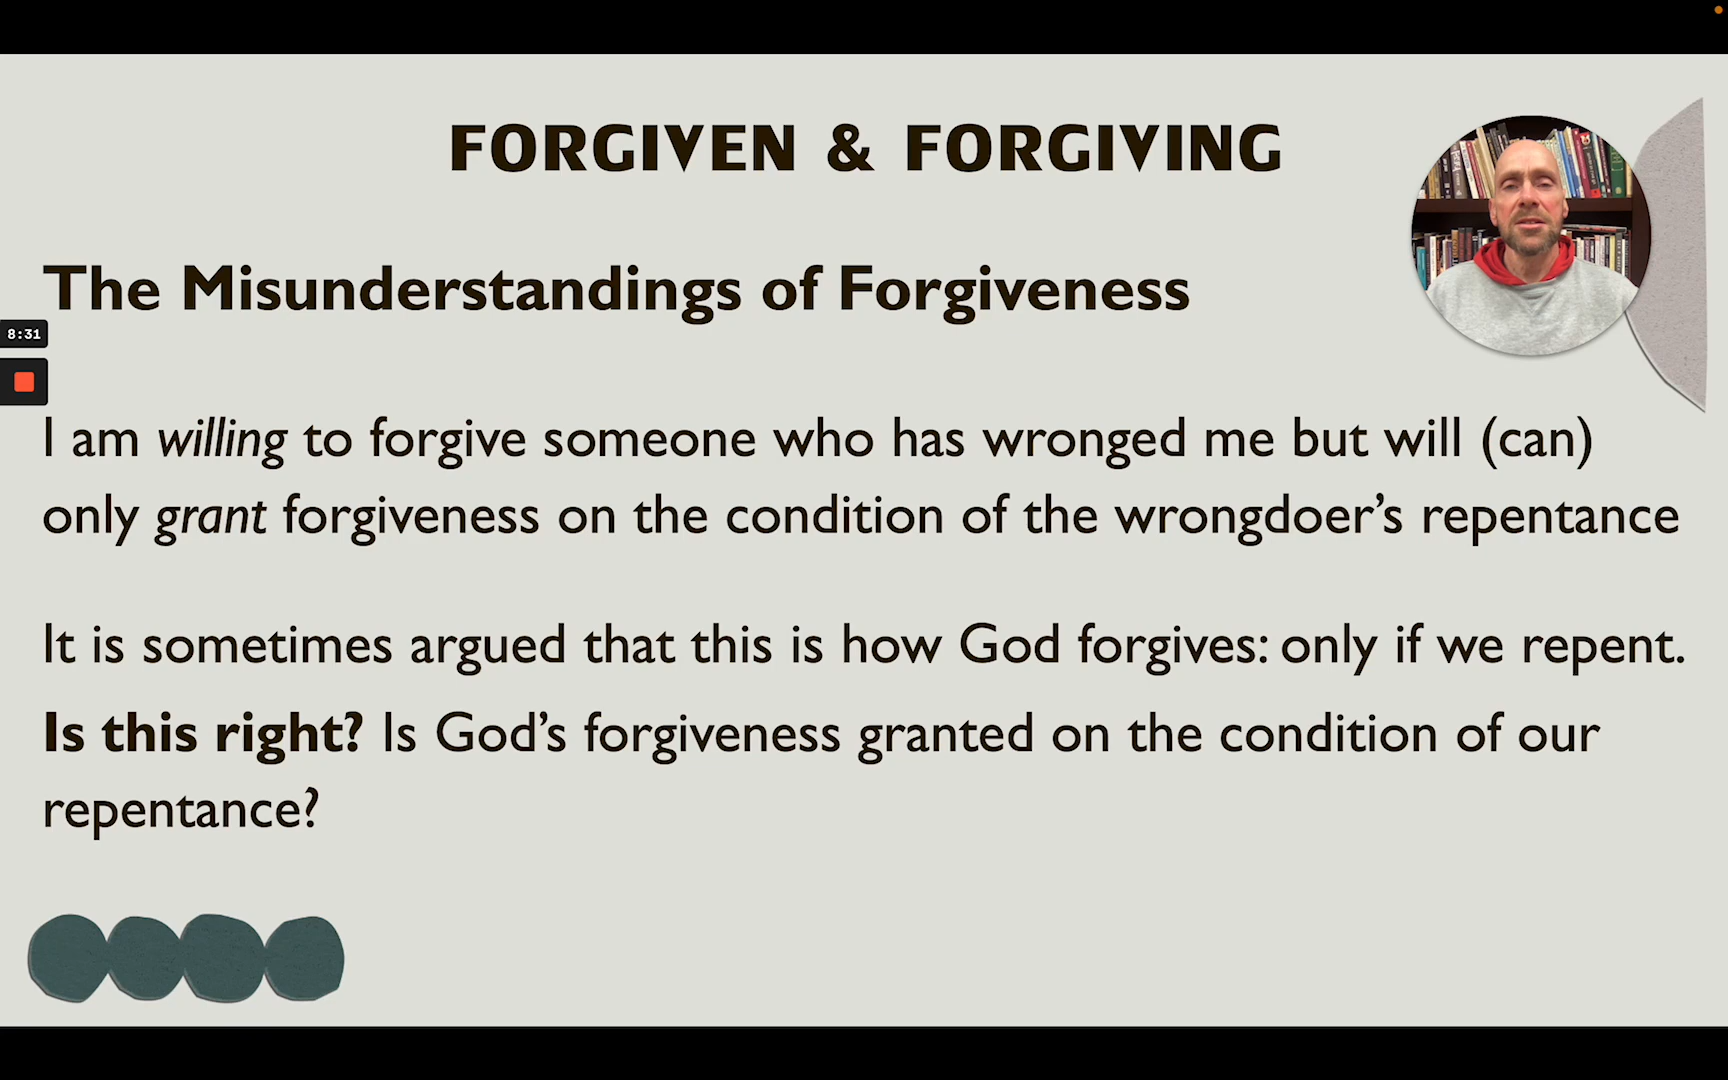 FORGIVEN & FORGIVING
The Misunderstandings of Forgiveness
8:31
I am willing to forgive someone who has wronged me but will (can)
only grant forgiveness on the condition of the wrongdoer’s repentance
It is sometimes argued that this is how God forgives: only if we repent.
Is this right? Is God’s forgiveness granted on the condition of our
repentance?